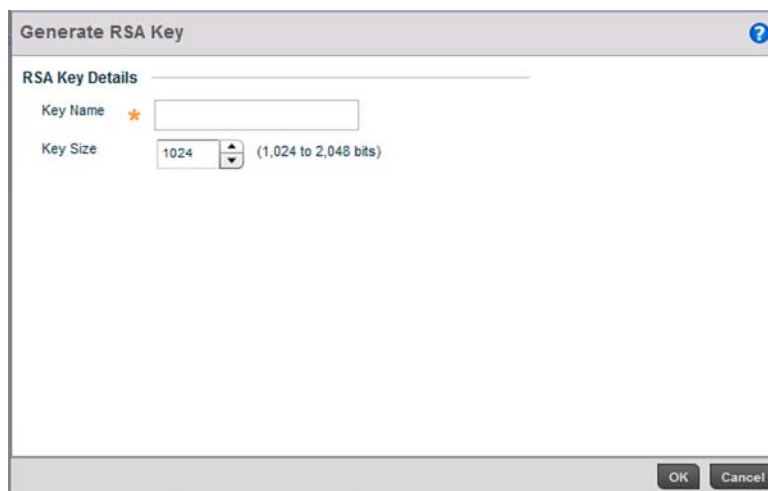 Generate RSA Key ?
RSA Key Details
Key Name *
Key Size 1024 (1,024 to 2,048 bits)
OK Cancel